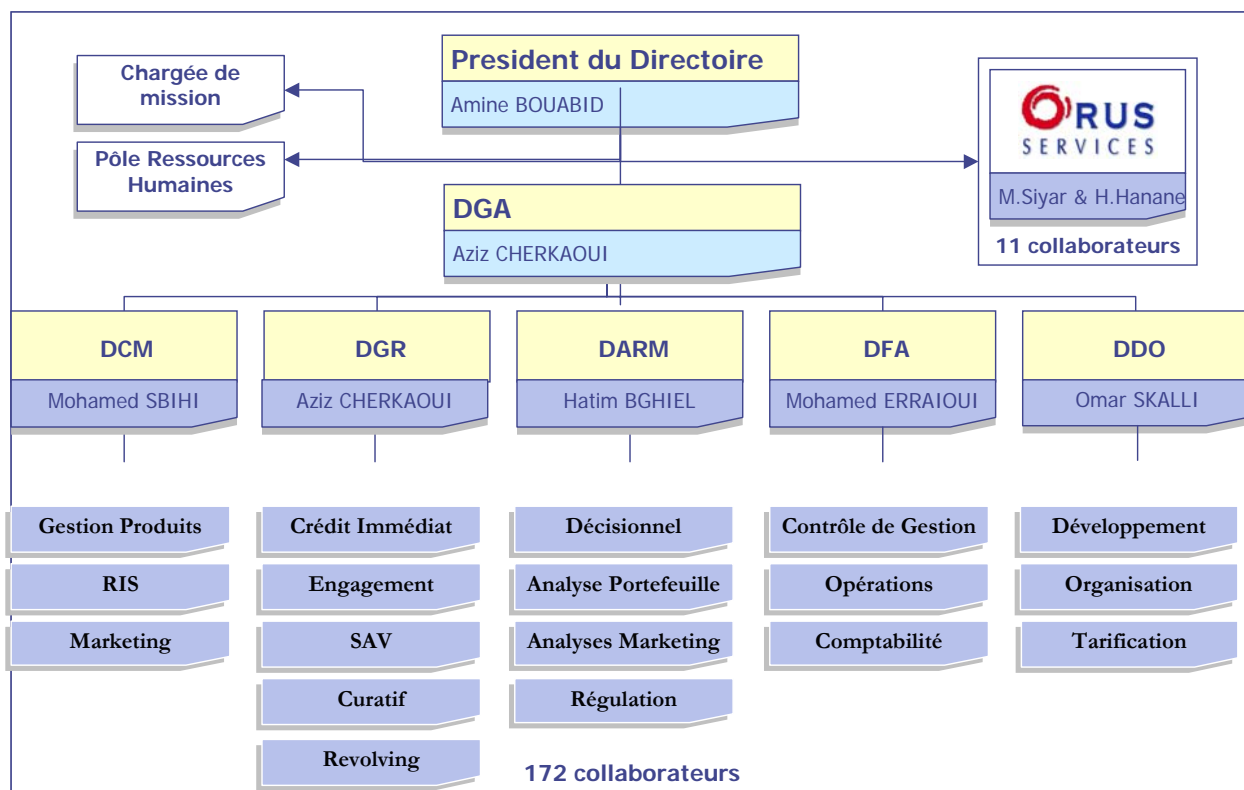 President du Directoire
Amine BOUABID
Chargée de
mission
Pôle Ressources
Humaines
ORUS
SERVICES
M.Siyar & H.Hanane
11 collaborateurs
DGA
Aziz CHERKAOUI
DCM
Mohamed SBIHI
DGR
Aziz CHERKAOUI
DARM
Hatim BGHIEL
DFA
Mohamed ERRAIOUI
DDO
Omar SKALLI
Gestion Produits
RIS
Marketing
Crédit Immédiat
Engagement
SAV
Curatif
Revolving
Décisionnel
Analyse Portefeuille
Analyses Marketing
Régulation
Contrôle de Gestion
Opérations
Comptabilité
Développement
Organisation
Tarification
172 collaborateurs